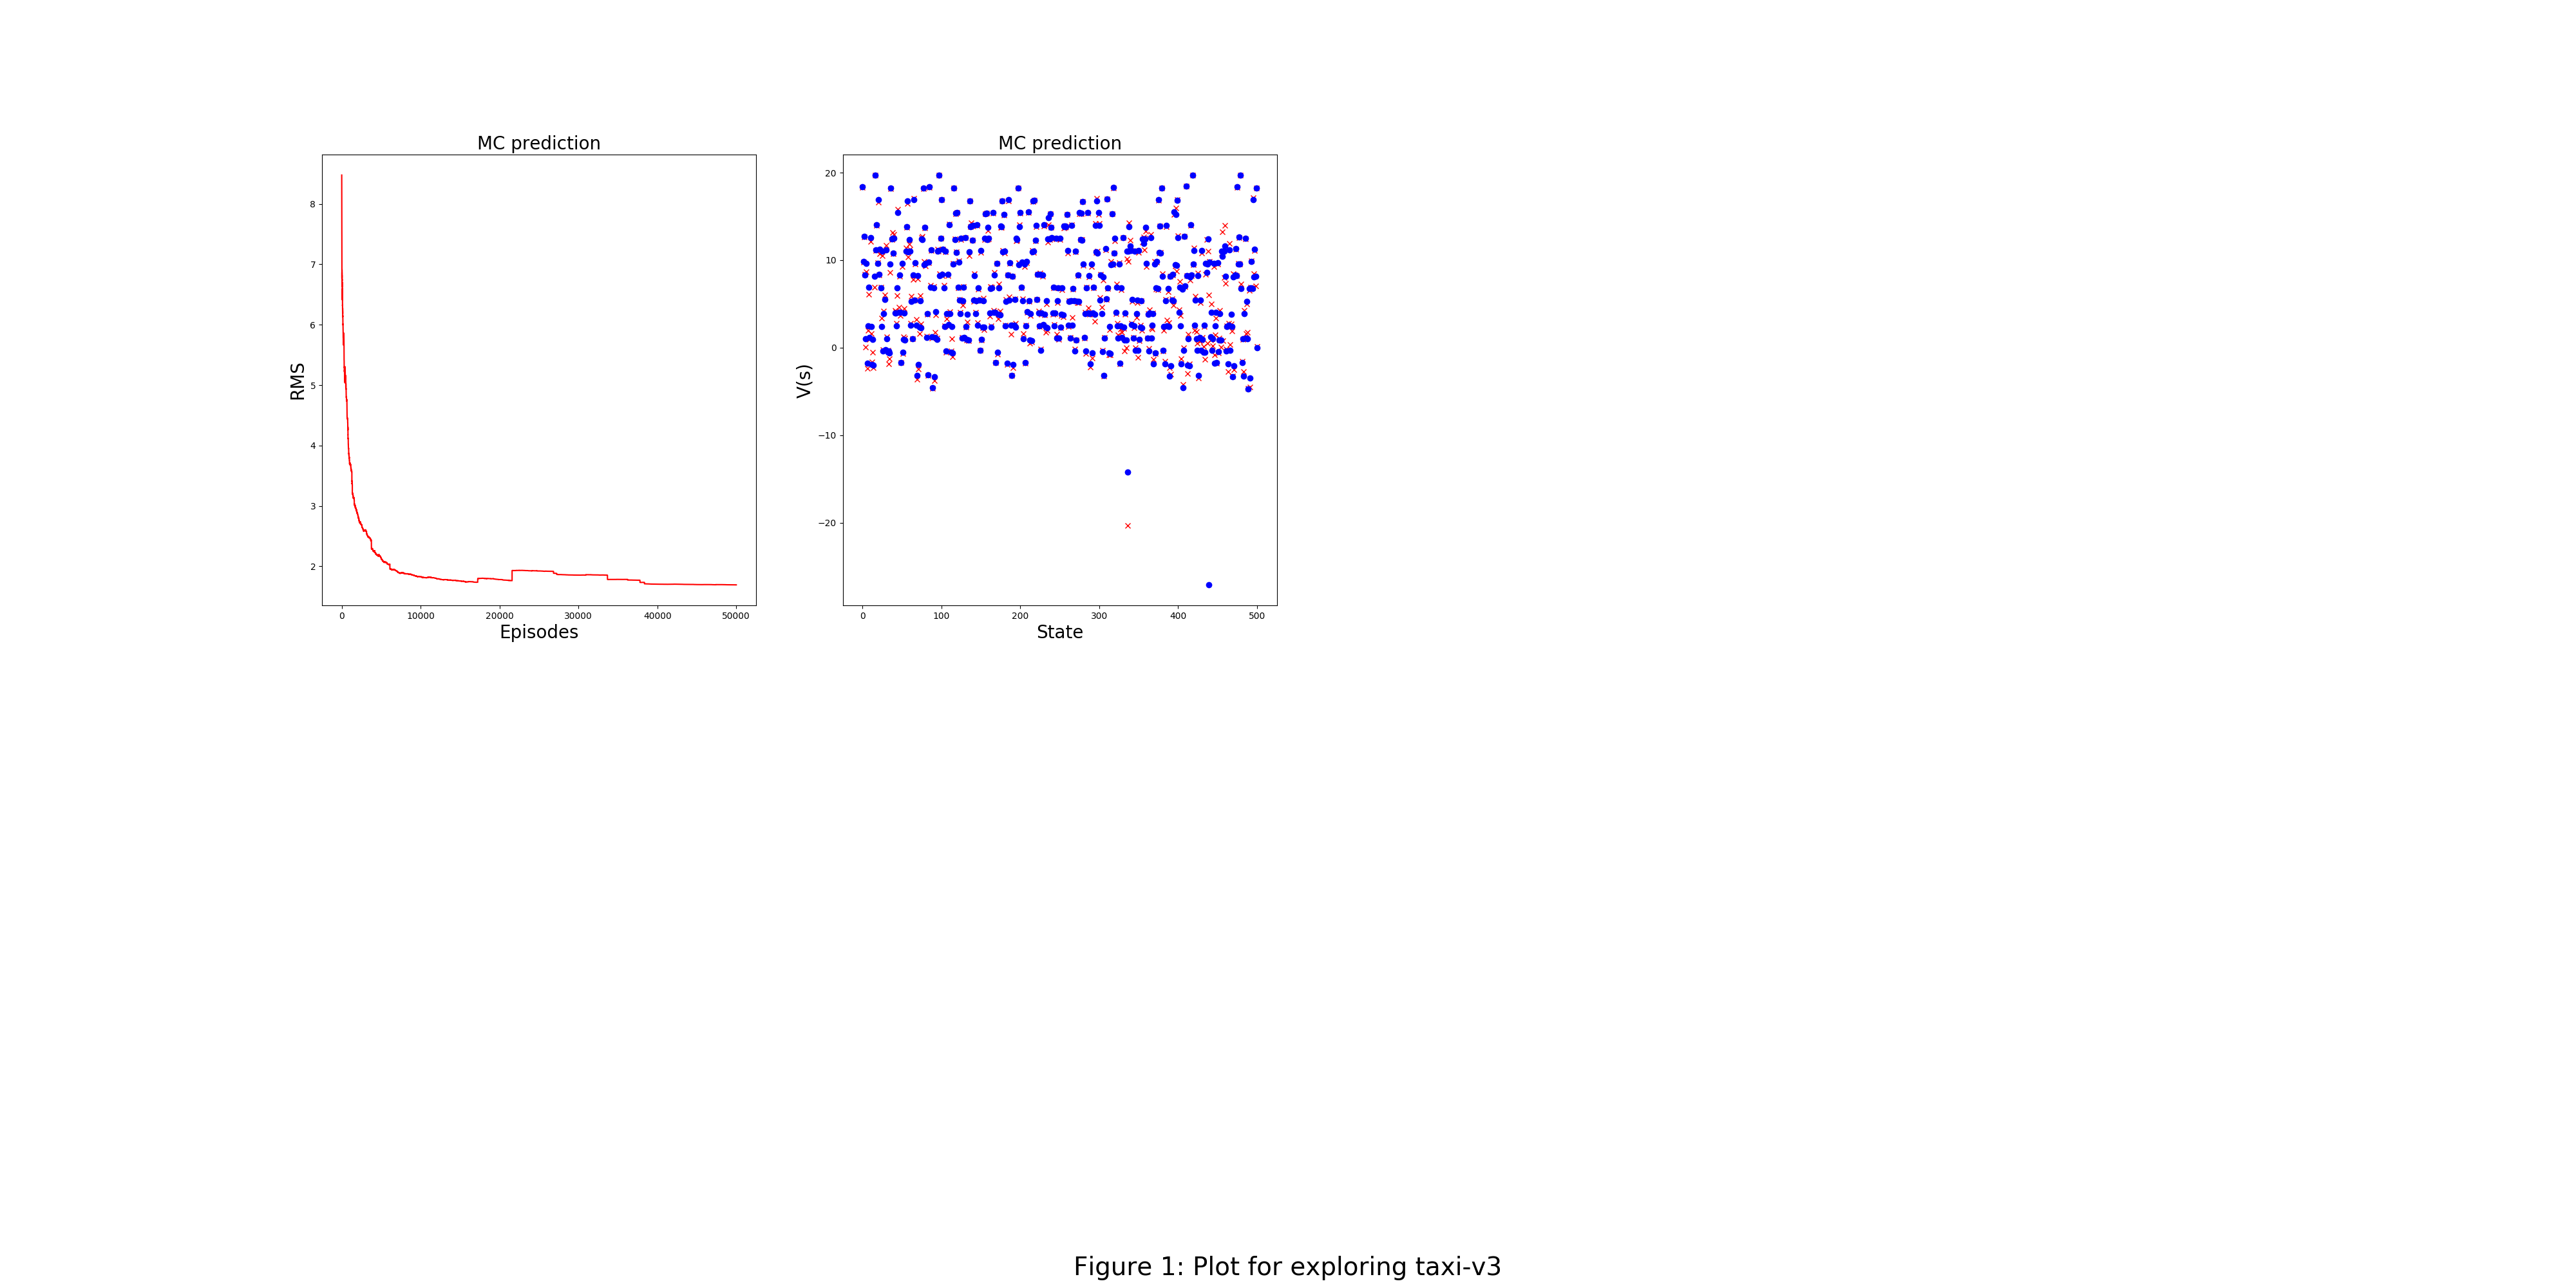 MC prediction
8
7
6
5
4
3
2
RMS
0 10000 20000 30000 40000 50000
Episodes
MC prediction
20
10
0
−10
−20
V(s)
0 100 200 300 400 500
State
Figure 1: Plot for exploring taxi-v3